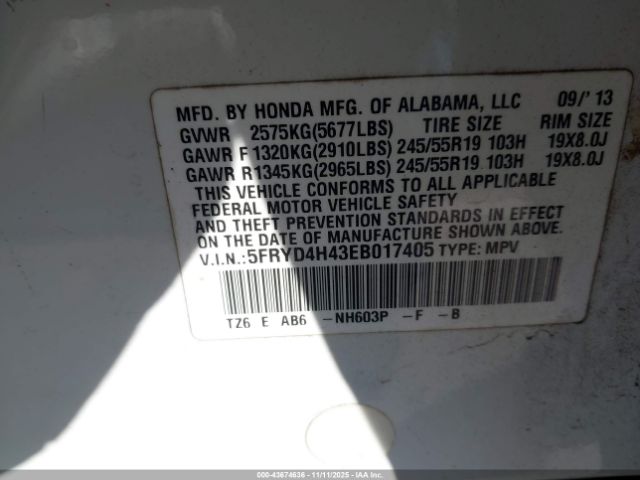 MFD. BY HONDA MFG. OF ALABAMA, LLC 09/'13
GVWR 2575KG(5677LBS) TIRE SIZE RIM SIZE
GAWR F 1320KG(2910LBS) 245/55R19 103H 19X8.0J
GAWR R 1345KG(2965LBS) 245/55R19 103H 19X8.0J
THIS VEHICLE CONFORMS TO ALL APPLICABLE
FEDERAL MOTOR VEHICLE SAFETY
AND THEFT PREVENTION STANDARDS IN EFFECT
ON THE DATE OF MANUFACTURE SHOWN ABOVE.
V.I.N.:5FRYD4H43EB017405 TYPE: MPV
TZ6 E AB6 -NH603P -F -B
000-43674636 - 11/11/2025 - IAAI, Inc.